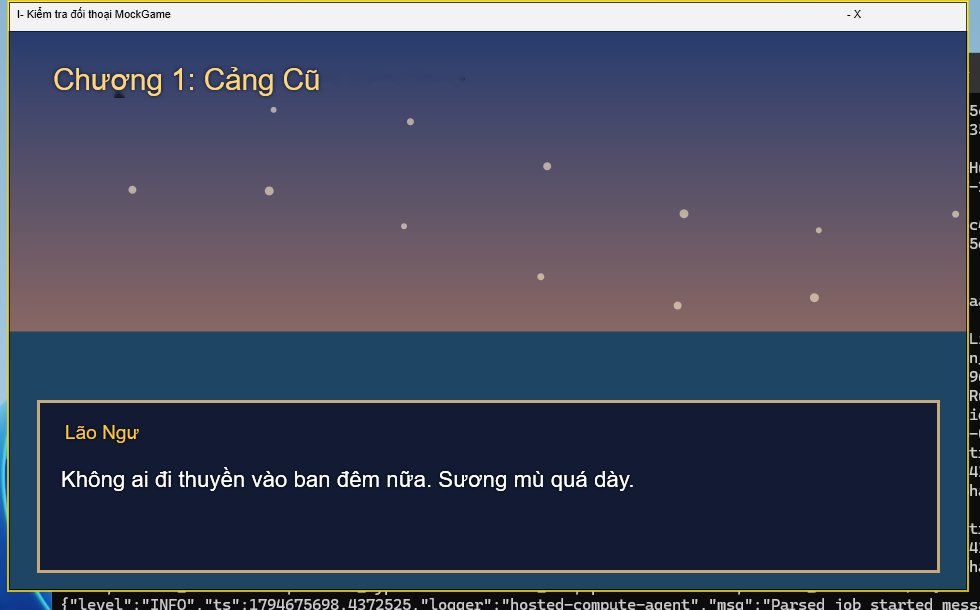 I- Kiểm tra đối thoại MockGame - X
Chương 1: Cảng Cũ
Lão Ngư
Không ai đi thuyền vào ban đêm nữa. Sương mù quá dày.
{"level":"INFO","ts":1794675698.4372525,"logger":"hosted-compute-agent","msg":"Parsed job started